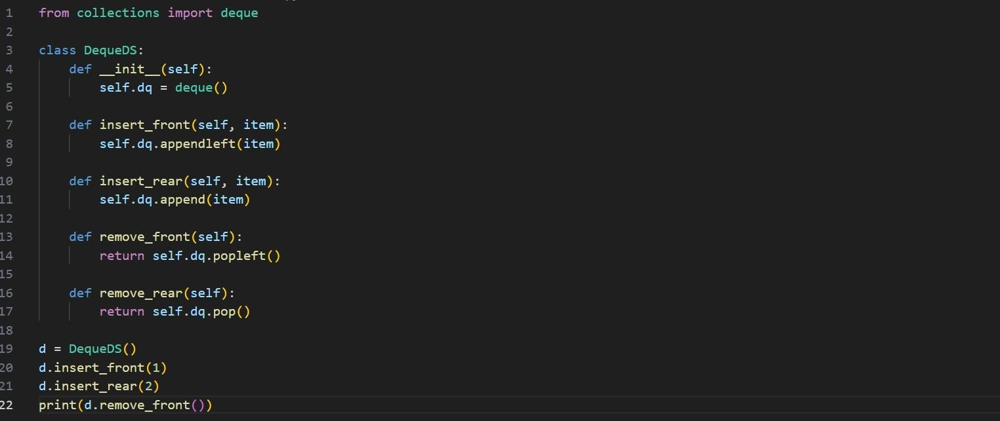 1 from collections import deque
2
3 class DequeDS:
4     def __init__(self):
5         self.dq = deque()
6
7     def insert_front(self, item):
8         self.dq.appendleft(item)
9
10     def insert_rear(self, item):
11         self.dq.append(item)
12
13     def remove_front(self):
14         return self.dq.popleft()
15
16     def remove_rear(self):
17         return self.dq.pop()
18
19 d = DequeDS()
20 d.insert_front(1)
21 d.insert_rear(2)
22 print(d.remove_front())